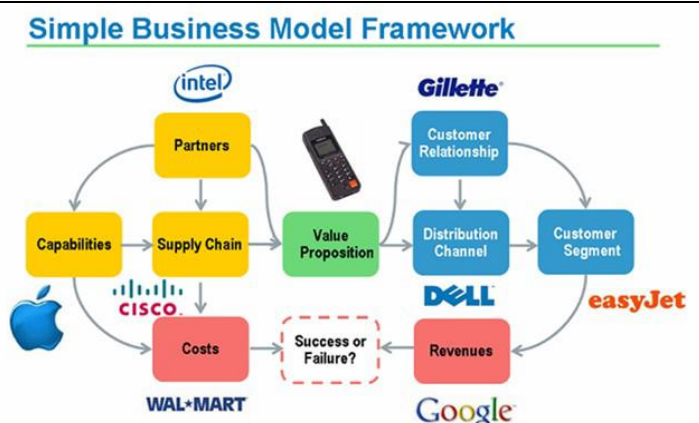 Simple Business Model Framework
intel
Gillette
Partners
Customer
Relationship
Capabilities
Supply Chain
Value
Proposition
Distribution
Channel
Customer
Segment
CISCO.
DELL
easyJet
Costs
Success or
Failure?
Revenues
WAL★MART
Google